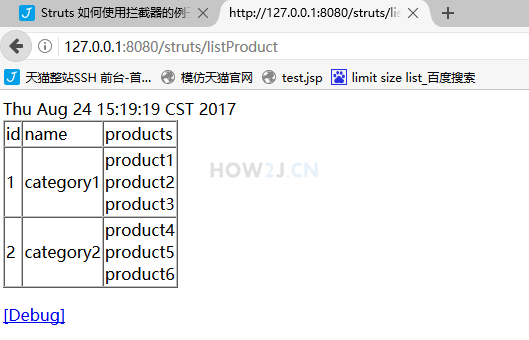 Struts 如何使用拦截器的例
http://127.0.0.1:8080/struts/lis
127.0.0.1:8080/struts/listProduct
天猫整站SSH 前台-首... 模仿天猫官网 test.jsp limit size list_百度搜索
Thu Aug 24 15:19:19 CST 2017
id name products
1 category1 product1
product2
product3
2 category2 product4
product5
product6
HOW2J.CN
[Debug]